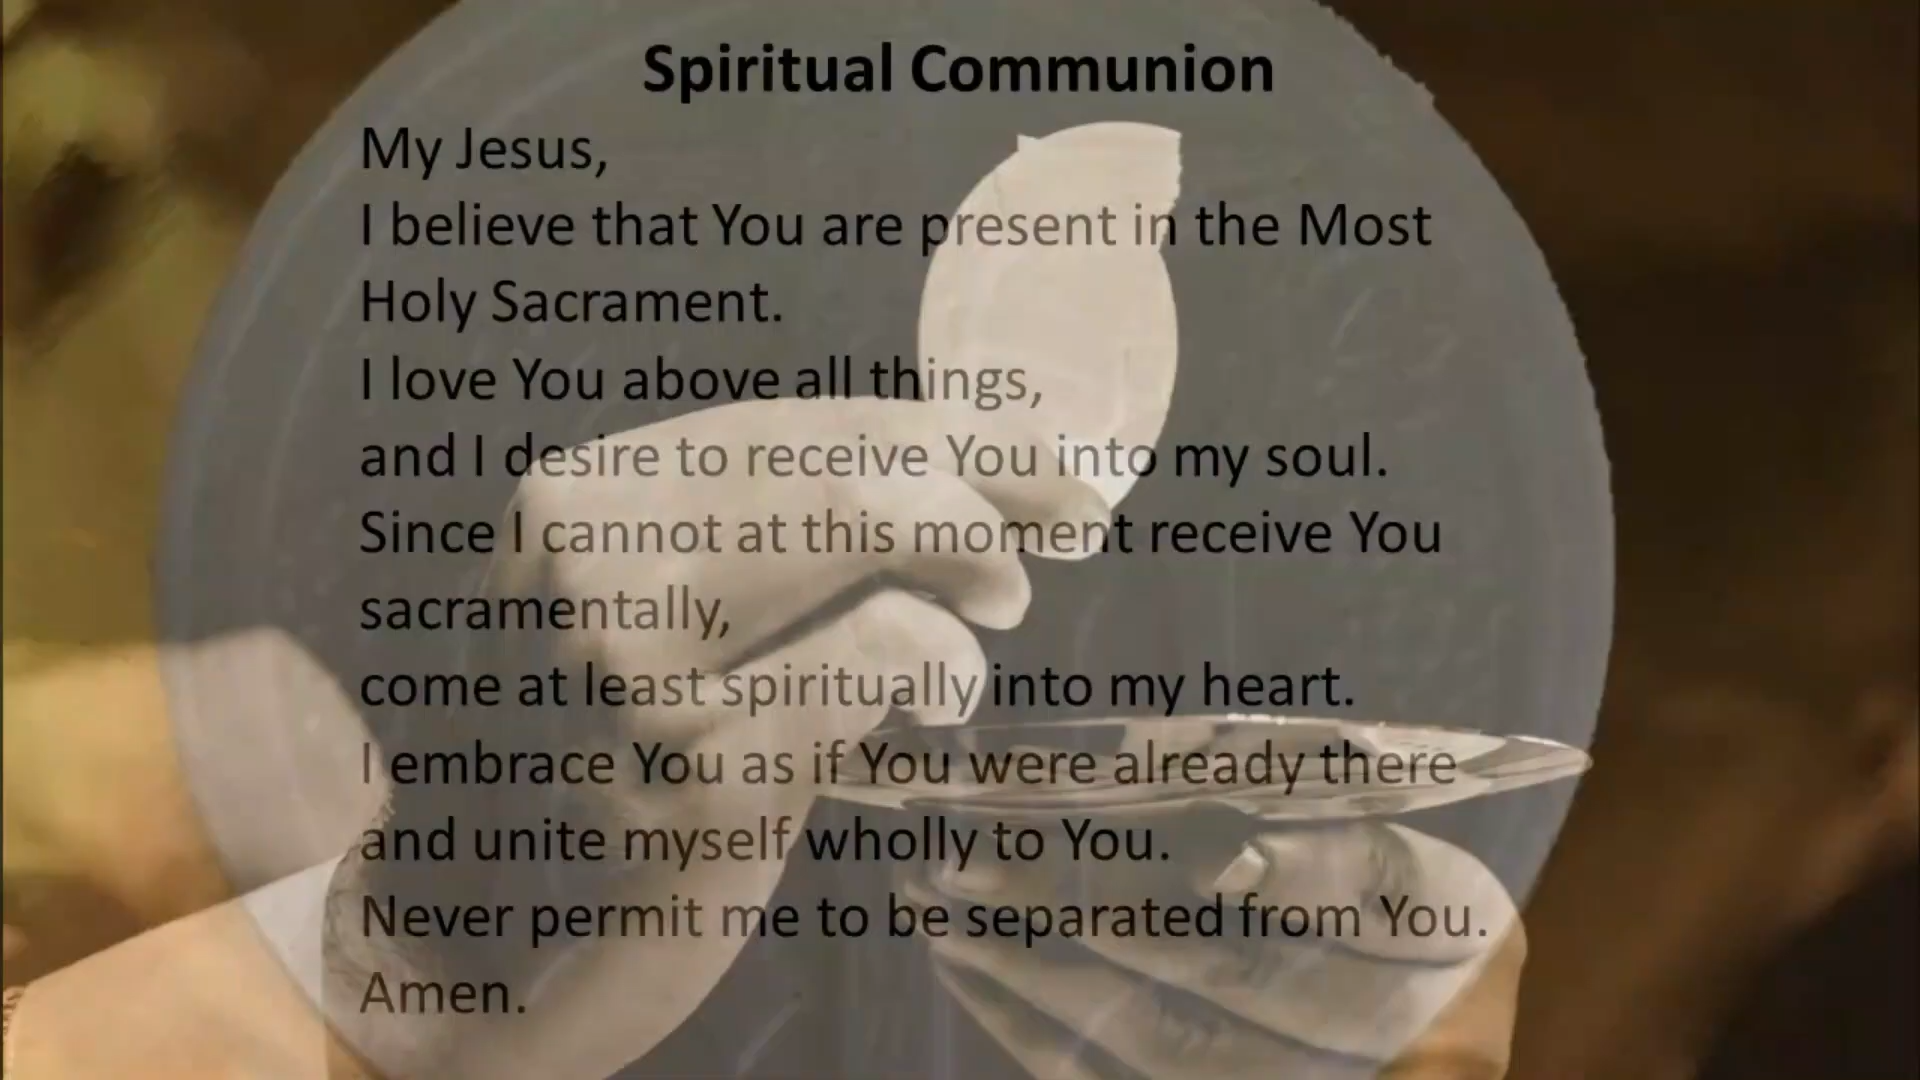 Spiritual Communion
My Jesus,
I believe that You are present in the Most
Holy Sacrament.
I love You above all things,
and I desire to receive You into my soul.
Since I cannot at this moment receive You
sacramentally,
come at least spiritually into my heart.
I embrace You as if You were already there
and unite myself wholly to You.
Never permit me to be separated from You.
Amen.